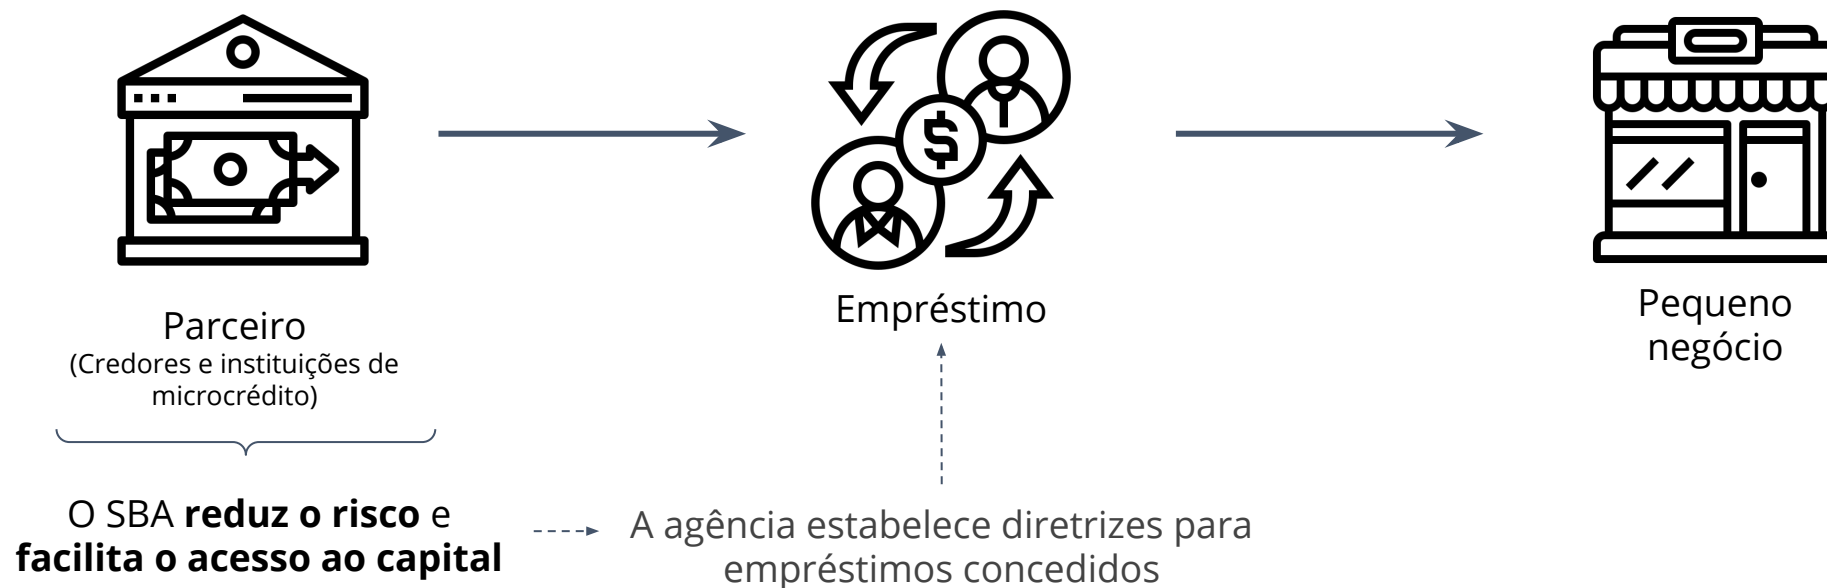 Parceiro
(Credores e instituições de
microcrédito)
Empréstimo
Pequeno
negócio
O SBA reduz o risco e
facilita o acesso ao capital
A agência estabelece diretrizes para
empréstimos concedidos